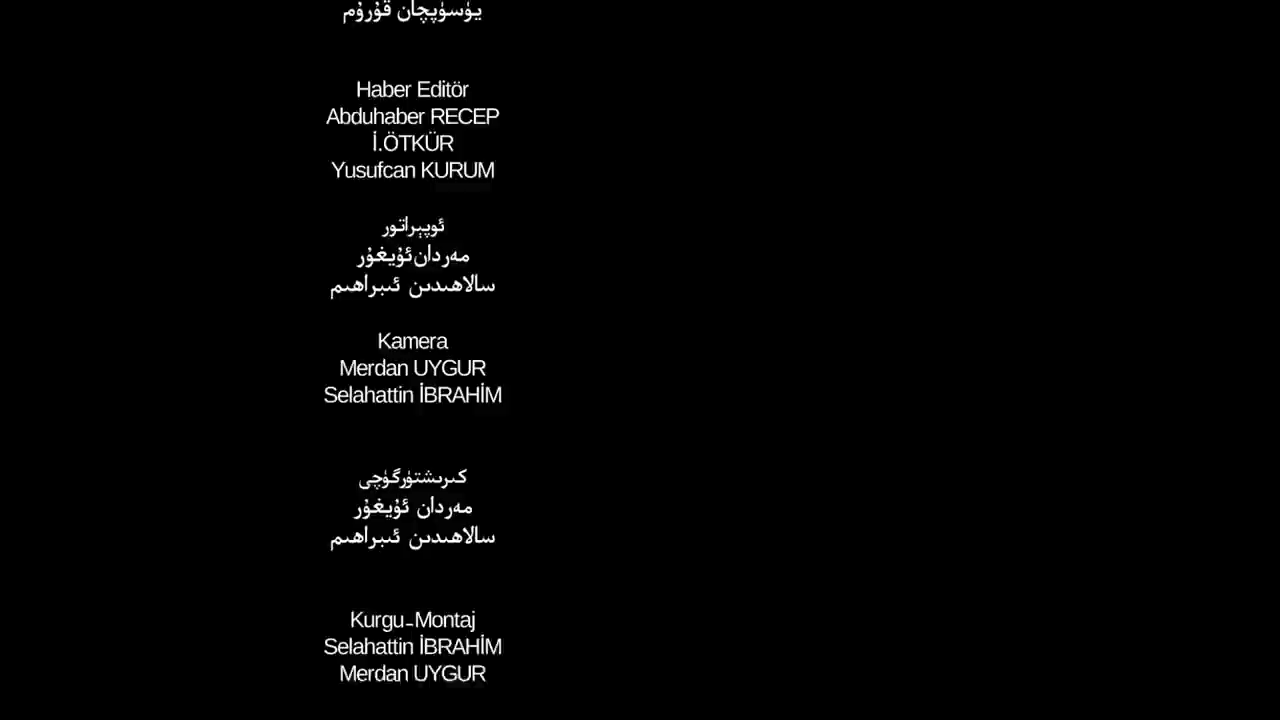 يۈسۈپچان قۇرۇم
Haber Editör
Abduhaber RECEP
İ.ÖTKÜR
Yusufcan KURUM
ئوپېراتور
مەردان ئۇيغۇر
سالاھىدىن ئىبراھىم
Kamera
Merdan UYGUR
Selahattin İBRAHİM
كىرىشتۈرگۈچى
مەردان ئۇيغۇر
سالاھىدىن ئىبراھىم
Kurgu-Montaj
Selahattin İBRAHİM
Merdan UYGUR